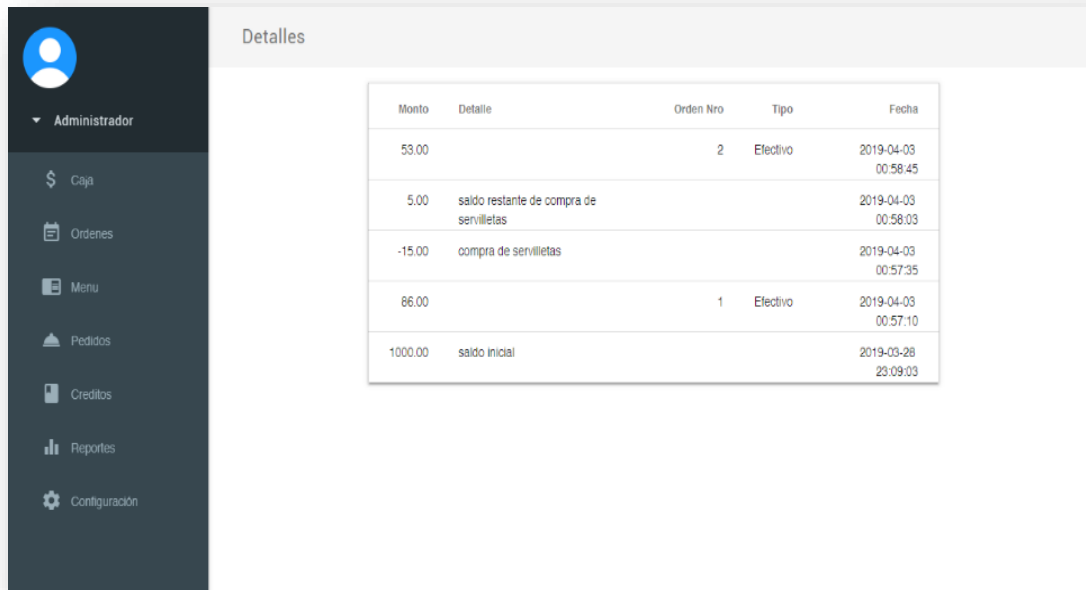 Detalles
Administrador
Caja
Ordenes
Menu
Pedidos
Creditos
Reportes
Configuración
Monto Detalle Orden Nro Tipo Fecha
53.00 2 Efectivo 2019-04-03
00:58:45
5.00 saldo restante de compra de 2019-04-03
servilletas 00:58:03
-15.00 compra de servilletas 2019-04-03
00:57:35
86.00 1 Efectivo 2019-04-03
00:57:10
1000.00 saldo inicial 2019-03-28
23:09:03